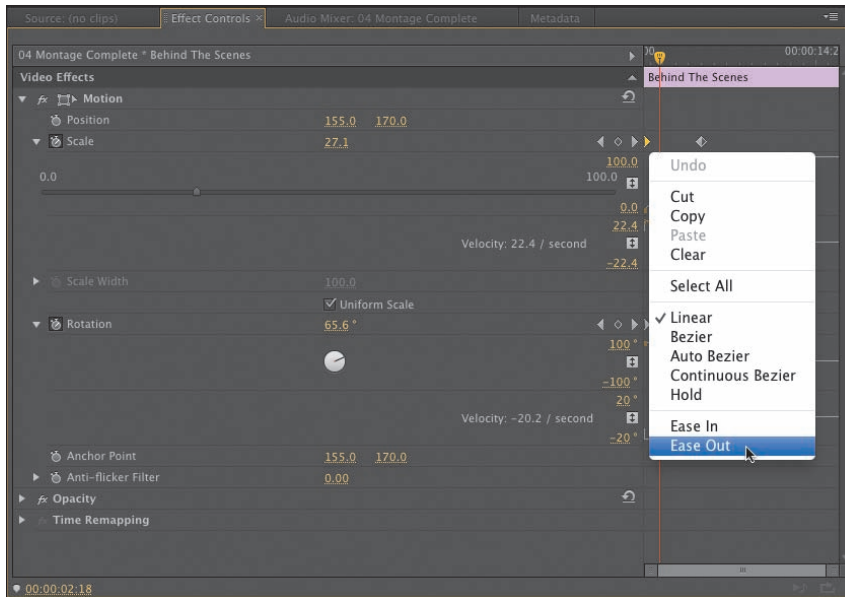 Source: (no clips) Effect Controls × Audio Mixer: 04 Montage Complete Metadata
04 Montage Complete * Behind The Scenes 00:00:14:2
Video Effects Behind The Scenes
fx Motion
Position 155.0 170.0
Scale 27.1
100.0
0.0 100.0
0.0
22.4
Velocity: 22.4 / second
-22.4
Scale Width 100.0
Uniform Scale
Rotation 65.6 °
100 °
-100 °
20 °
Velocity: -20.2 / second
-20 °
Anchor Point 155.0 170.0
Anti-flicker Filter 0.00
fx Opacity
Time Remapping
00:00:02:18
Undo
Cut
Copy
Paste
Clear
Select All
✓ Linear
Bezier
Auto Bezier
Continuous Bezier
Hold
Ease In
Ease Out